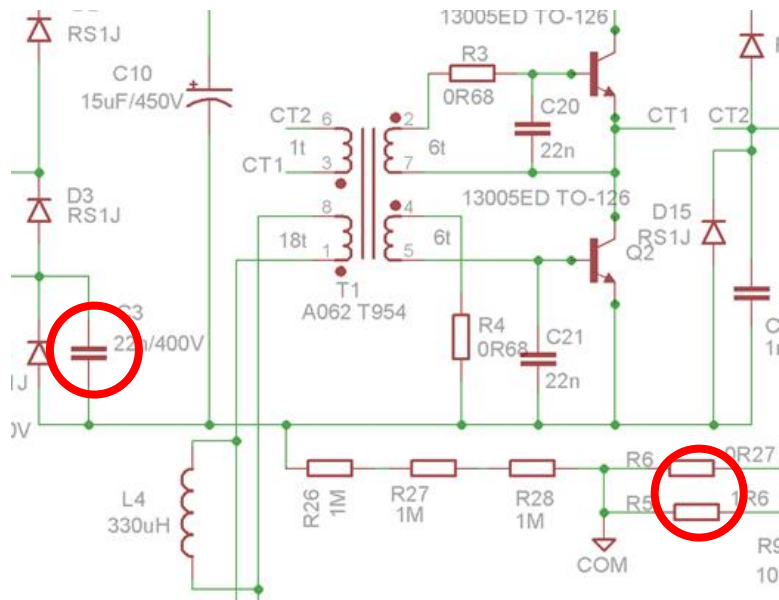 13005ED TO-126
RS1J
R3
C10
15uF/450V
0R68
C20
CT2
6
2
CT1
CT2
1t
6t
22n
CT1
3
7
D3
RS1J
13005ED TO-126
8
4
D15
RS1J
18t
6t
1
5
Q2
T1
A062 T954
C3
22n/400V
R4
0R68
C21
22n
R6
0R27
R26
1M
R27
1M
R28
1M
R5
1R6
L4
330uH
COM